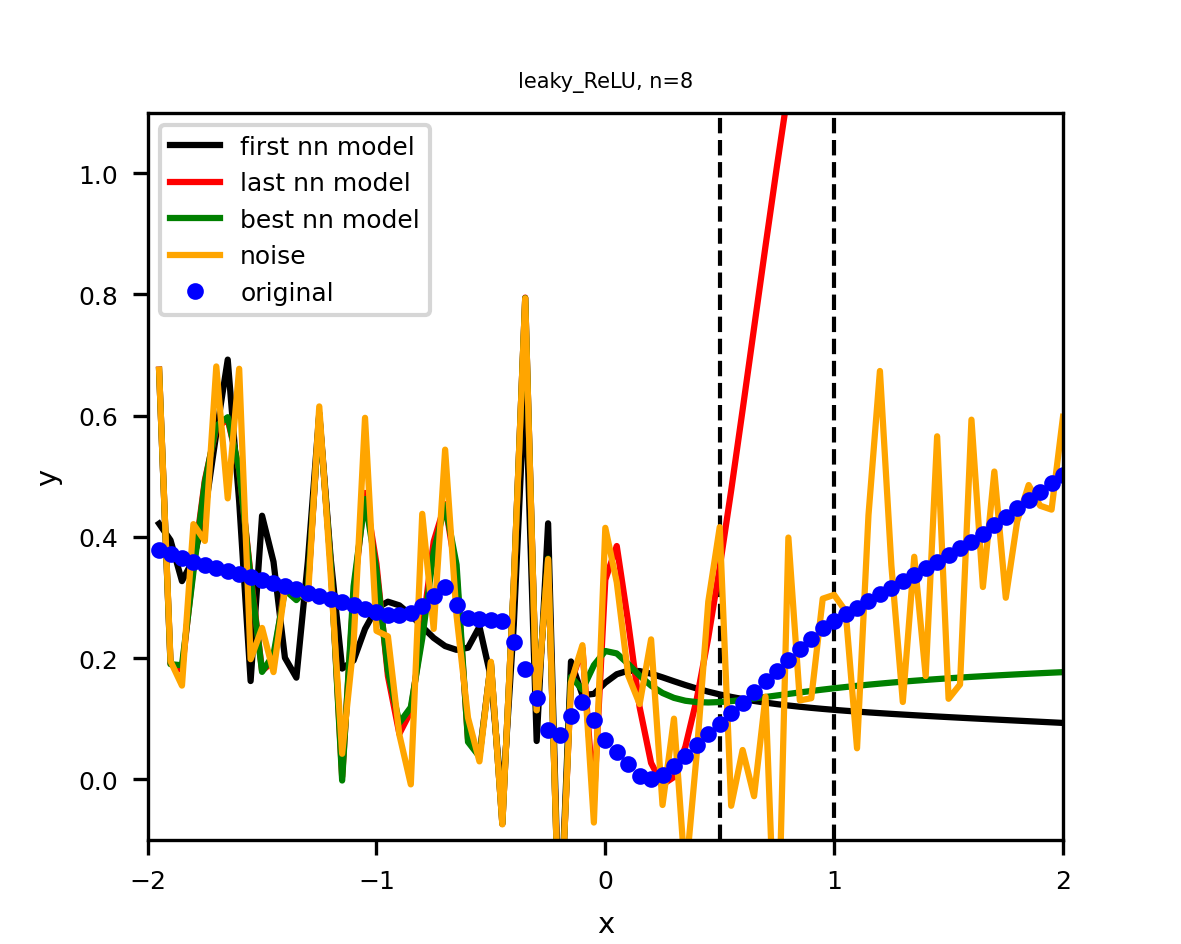 leaky_ReLU, n=8
first nn model
last nn model
best nn model
noise
original
1.0
0.8
0.6
0.4
0.2
0.0
y
−2
−1
0
1
2
x